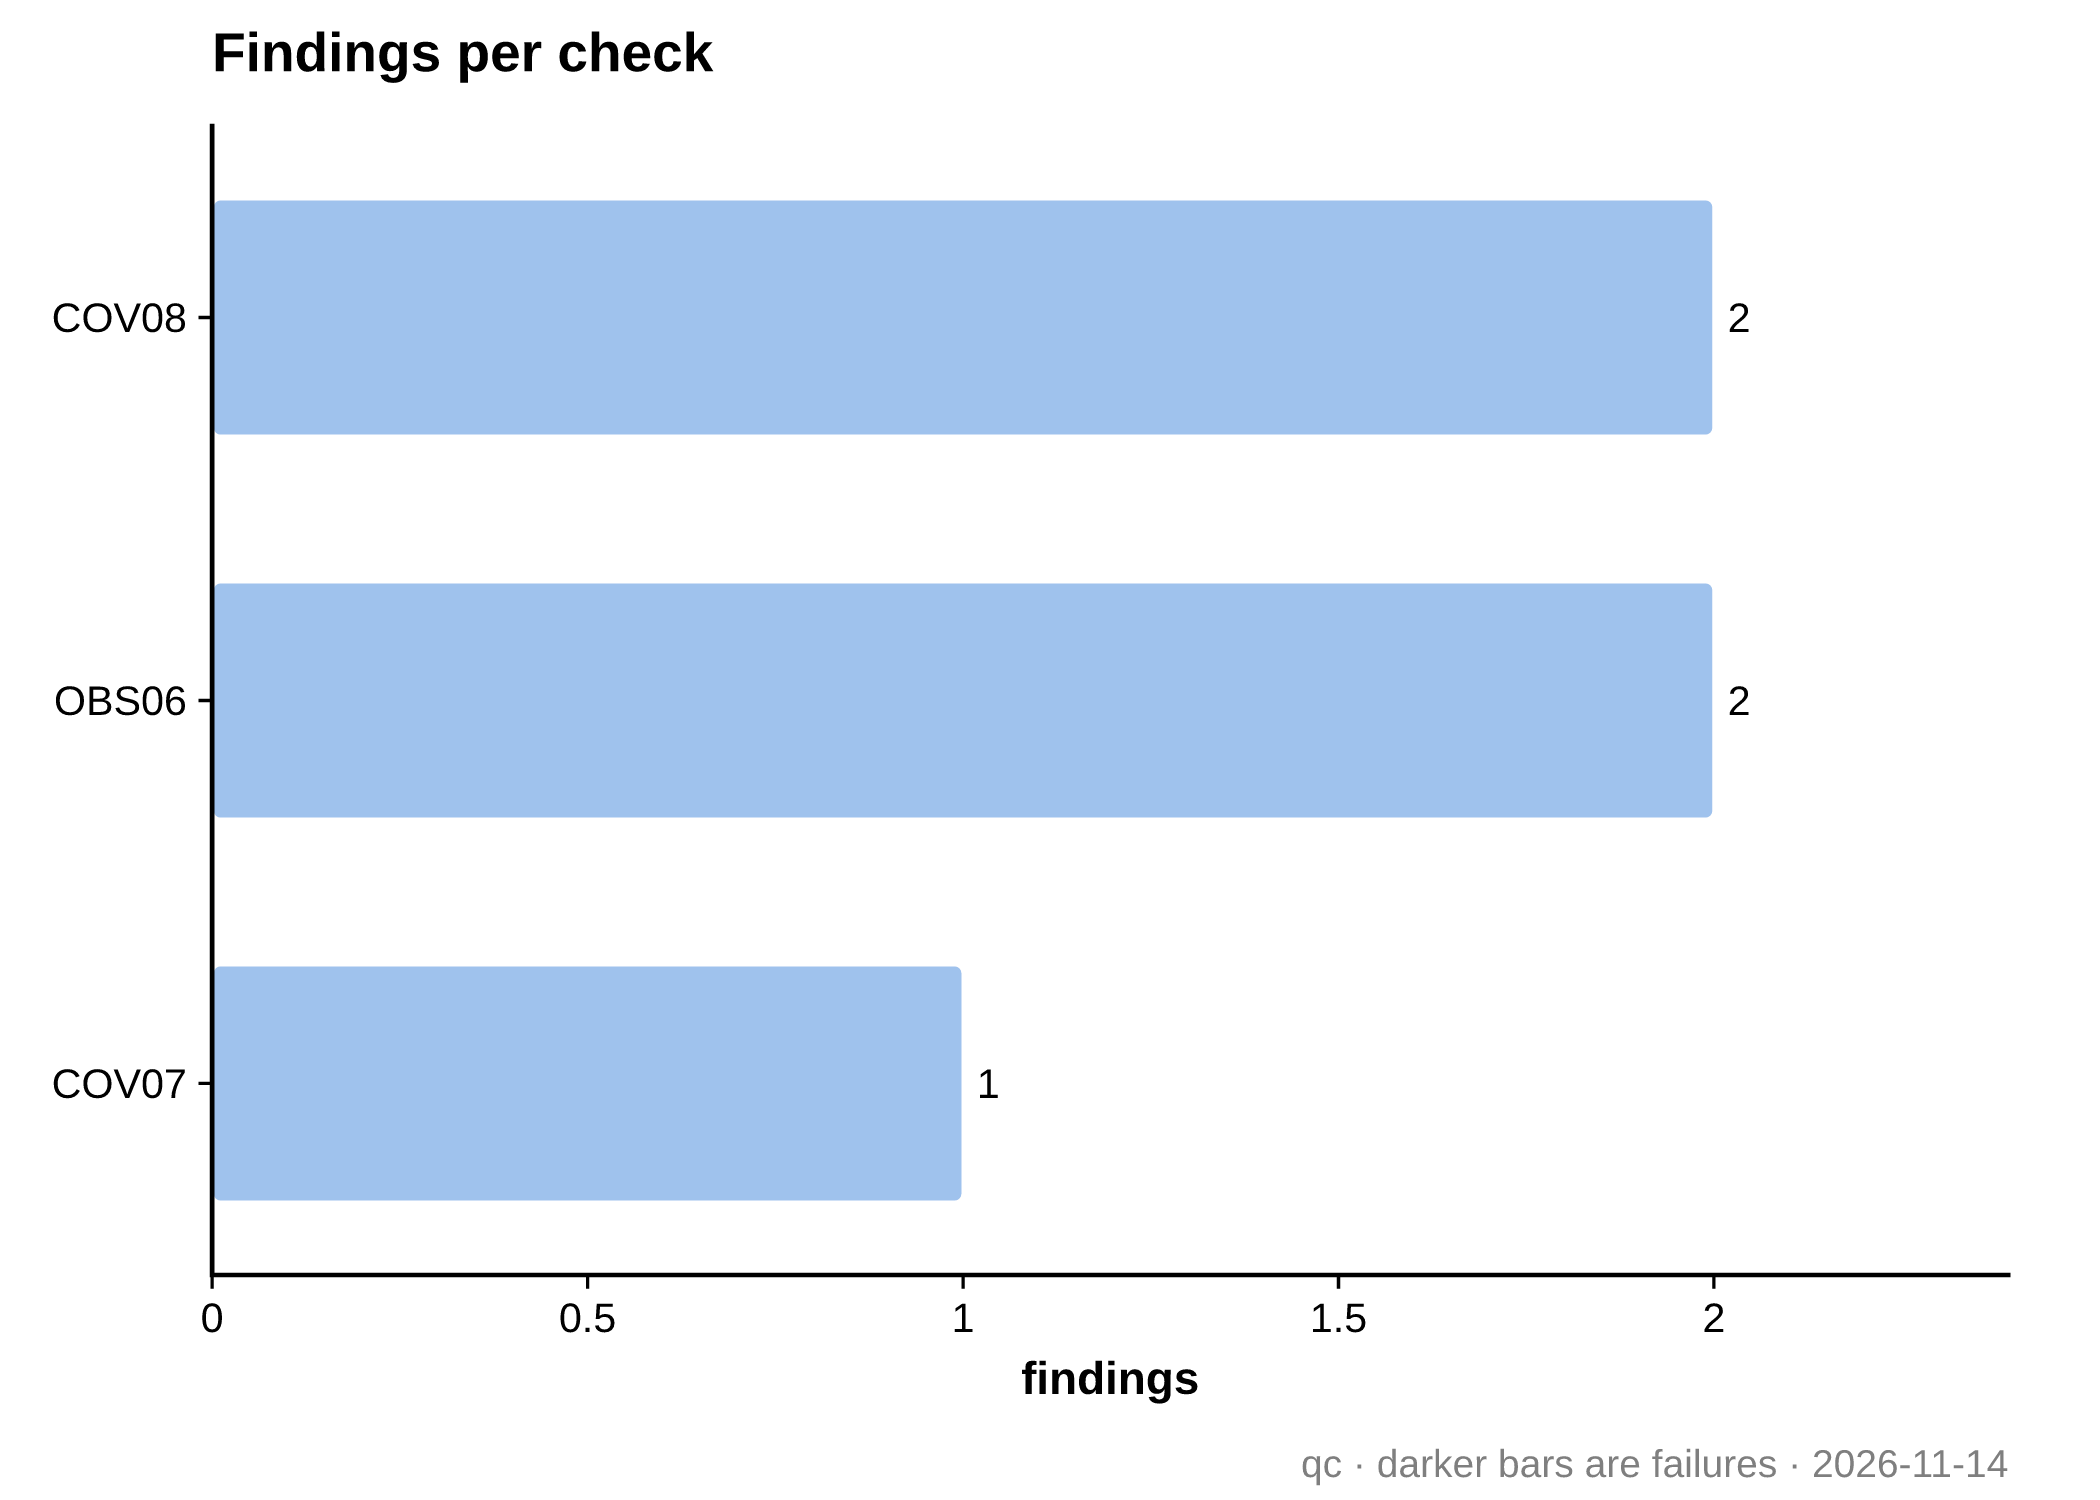 Findings per check
COV08
2
OBS06
2
COV07
1
0 0.5 1 1.5 2
findings
qc · darker bars are failures · 2026-11-14